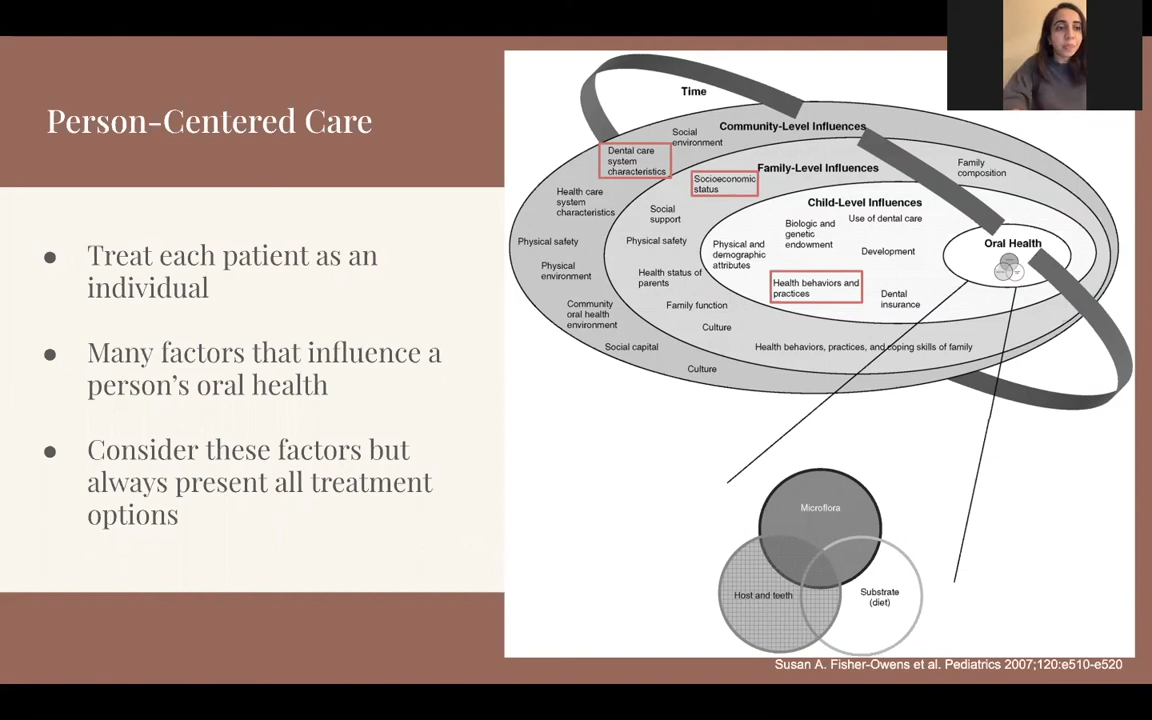 Person-Centered Care
● Treat each patient as an
individual
● Many factors that influence a
person's oral health
● Consider these factors but
always present all treatment
options
Time
Community-Level Influences
Social
environment
Dental care
system
characteristics
Family-Level Influences
Socioeconomic
status
Family
composition
Health care
system
characteristics
Child-Level Influences
Social
support
Biologic and
genetic
endowment
Use of dental care
Physical safety
Physical safety
Physical and
demographic
attributes
Development
Oral Health
Physical
environment
Health status of
parents
Health behaviors and
practices
Dental
insurance
Community
oral health
environment
Family function
Culture
Social capital
Health behaviors, practices, and coping skills of family
Culture
Microflora
Host and teeth
Substrate
(diet)
Susan A. Fisher-Owens et al. Pediatrics 2007;120:e510-e520